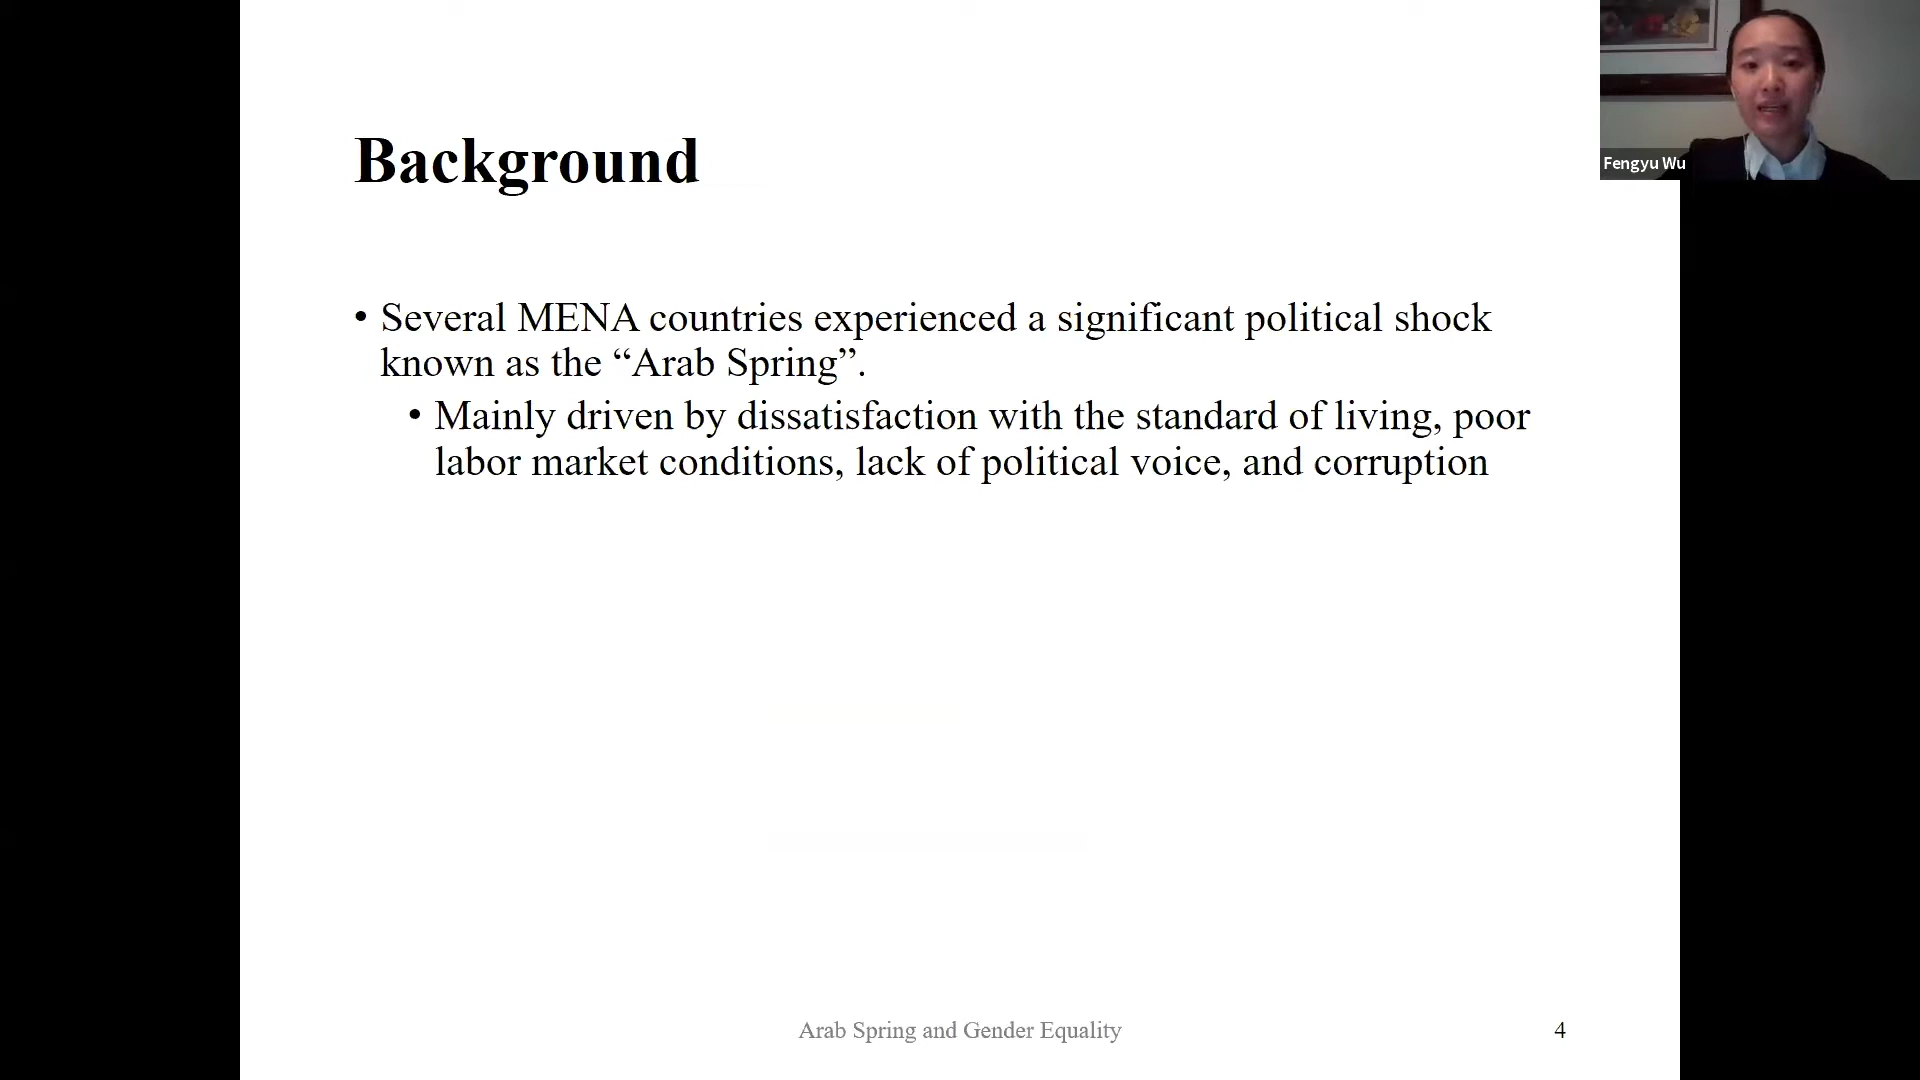 Background
Fengyu Wu
• Several MENA countries experienced a significant political shock
known as the “Arab Spring”.
• Mainly driven by dissatisfaction with the standard of living, poor
labor market conditions, lack of political voice, and corruption
Arab Spring and Gender Equality
4